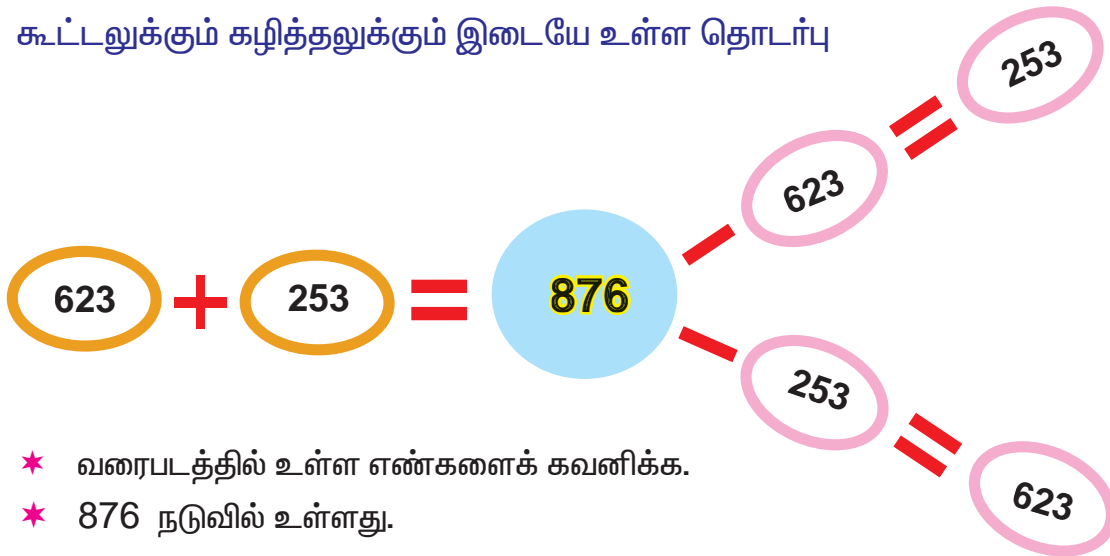 கூட்டலுக்கும் கழித்தலுக்கும் இடையே உள்ள தொடர்பு
623 + 253 = 876
− 623 = 253
− 253 = 623
✶ வரைபடத்தில் உள்ள எண்களைக் கவனிக்க.
✶ 876 நடுவில் உள்ளது.